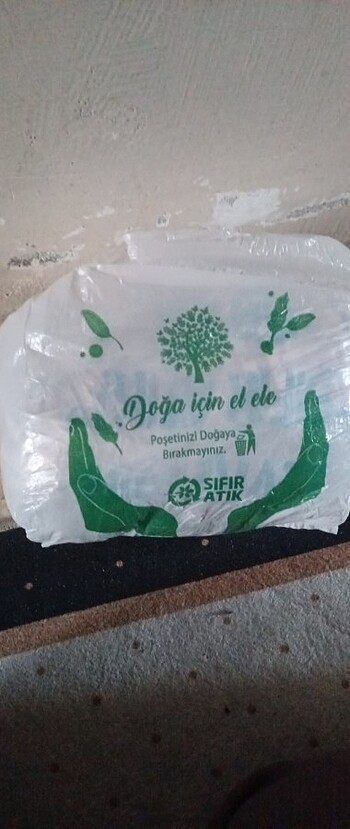 Doğa için el ele
Poşetinizi Doğaya
Bırakmayınız.
SIFIR
ATIK